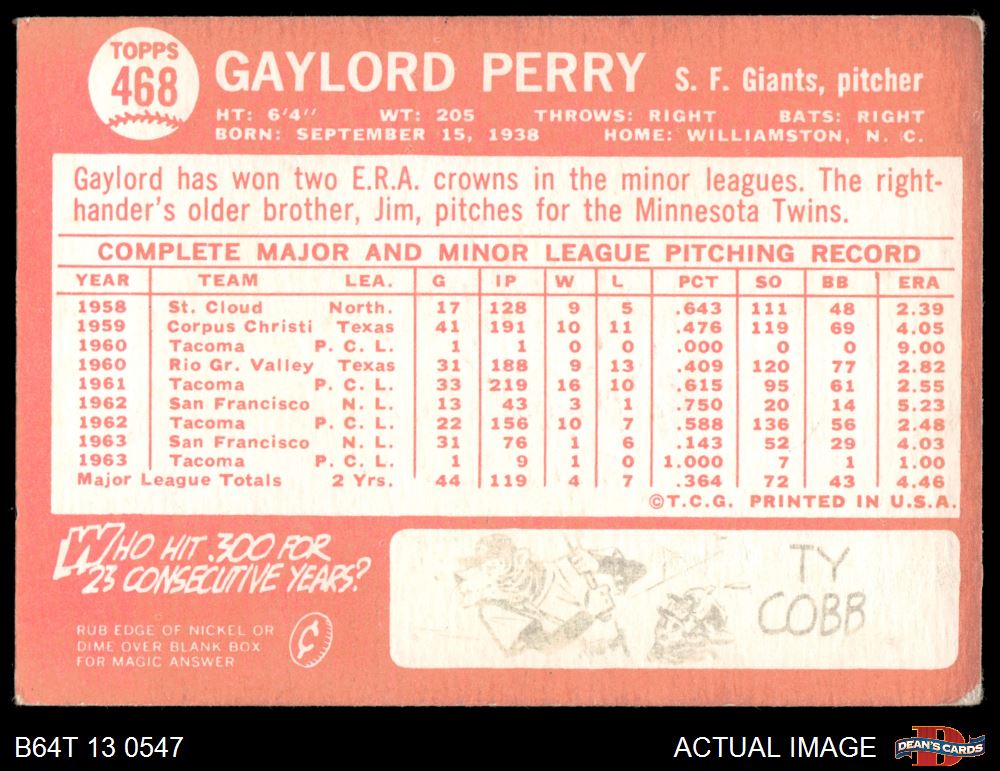 TOPPS
468
GAYLORD PERRY S. F. Giants, pitcher
HT: 6'4" WT: 205 THROWS: RIGHT BATS: RIGHT
BORN: SEPTEMBER 15, 1938 HOME: WILLIAMSTON, N. C.
Gaylord has won two E.R.A. crowns in the minor leagues. The right-
hander's older brother, Jim, pitches for the Minnesota Twins.
COMPLETE MAJOR AND MINOR LEAGUE PITCHING RECORD
YEAR TEAM LEA. G IP W L PCT SO BB ERA
1958 St. Cloud North. 17 128 9 5 .643 111 48 2.39
1959 Corpus Christi Texas 41 191 10 11 .476 119 69 4.05
1960 Tacoma P. C. L. 1 1 0 0 .000 0 0 9.00
1960 Rio Gr. Valley Texas 31 188 9 13 .409 120 77 2.82
1961 Tacoma P. C. L. 33 219 16 10 .615 95 61 2.55
1962 San Francisco N. L. 13 43 3 1 .750 20 14 5.23
1962 Tacoma P. C. L. 22 156 10 7 .588 136 56 2.48
1963 San Francisco N. L. 31 76 1 6 .143 52 29 4.03
1963 Tacoma P. C. L. 1 9 1 0 1.000 7 1 1.00
Major League Totals 2 Yrs. 44 119 4 7 .364 72 43 4.46
©T.C.G. PRINTED IN U.S.A.
WHO HIT .300 FOR
23 CONSECUTIVE YEARS?
RUB EDGE OF NICKEL OR
DIME OVER BLANK BOX
FOR MAGIC ANSWER
TY
COBB
B64T 13 0547 ACTUAL IMAGE
DEAN'S CARDS